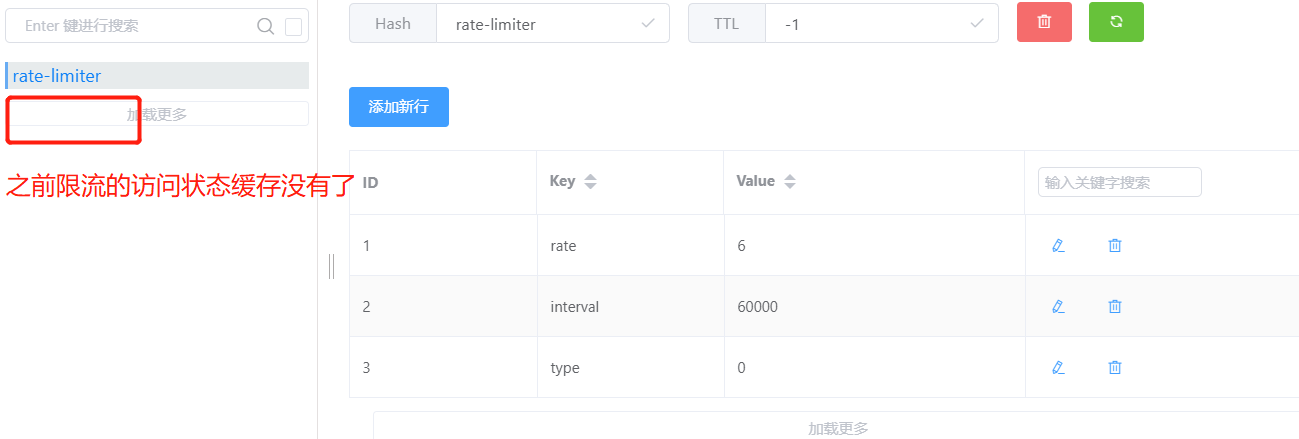 Enter 键进行搜索
rate-limiter
加载更多
之前限流的访问状态缓存没有了
Hash rate-limiter TTL -1
添加新行
ID Key Value 输入关键字搜索
1 rate 6
2 interval 60000
3 type 0
加载更多